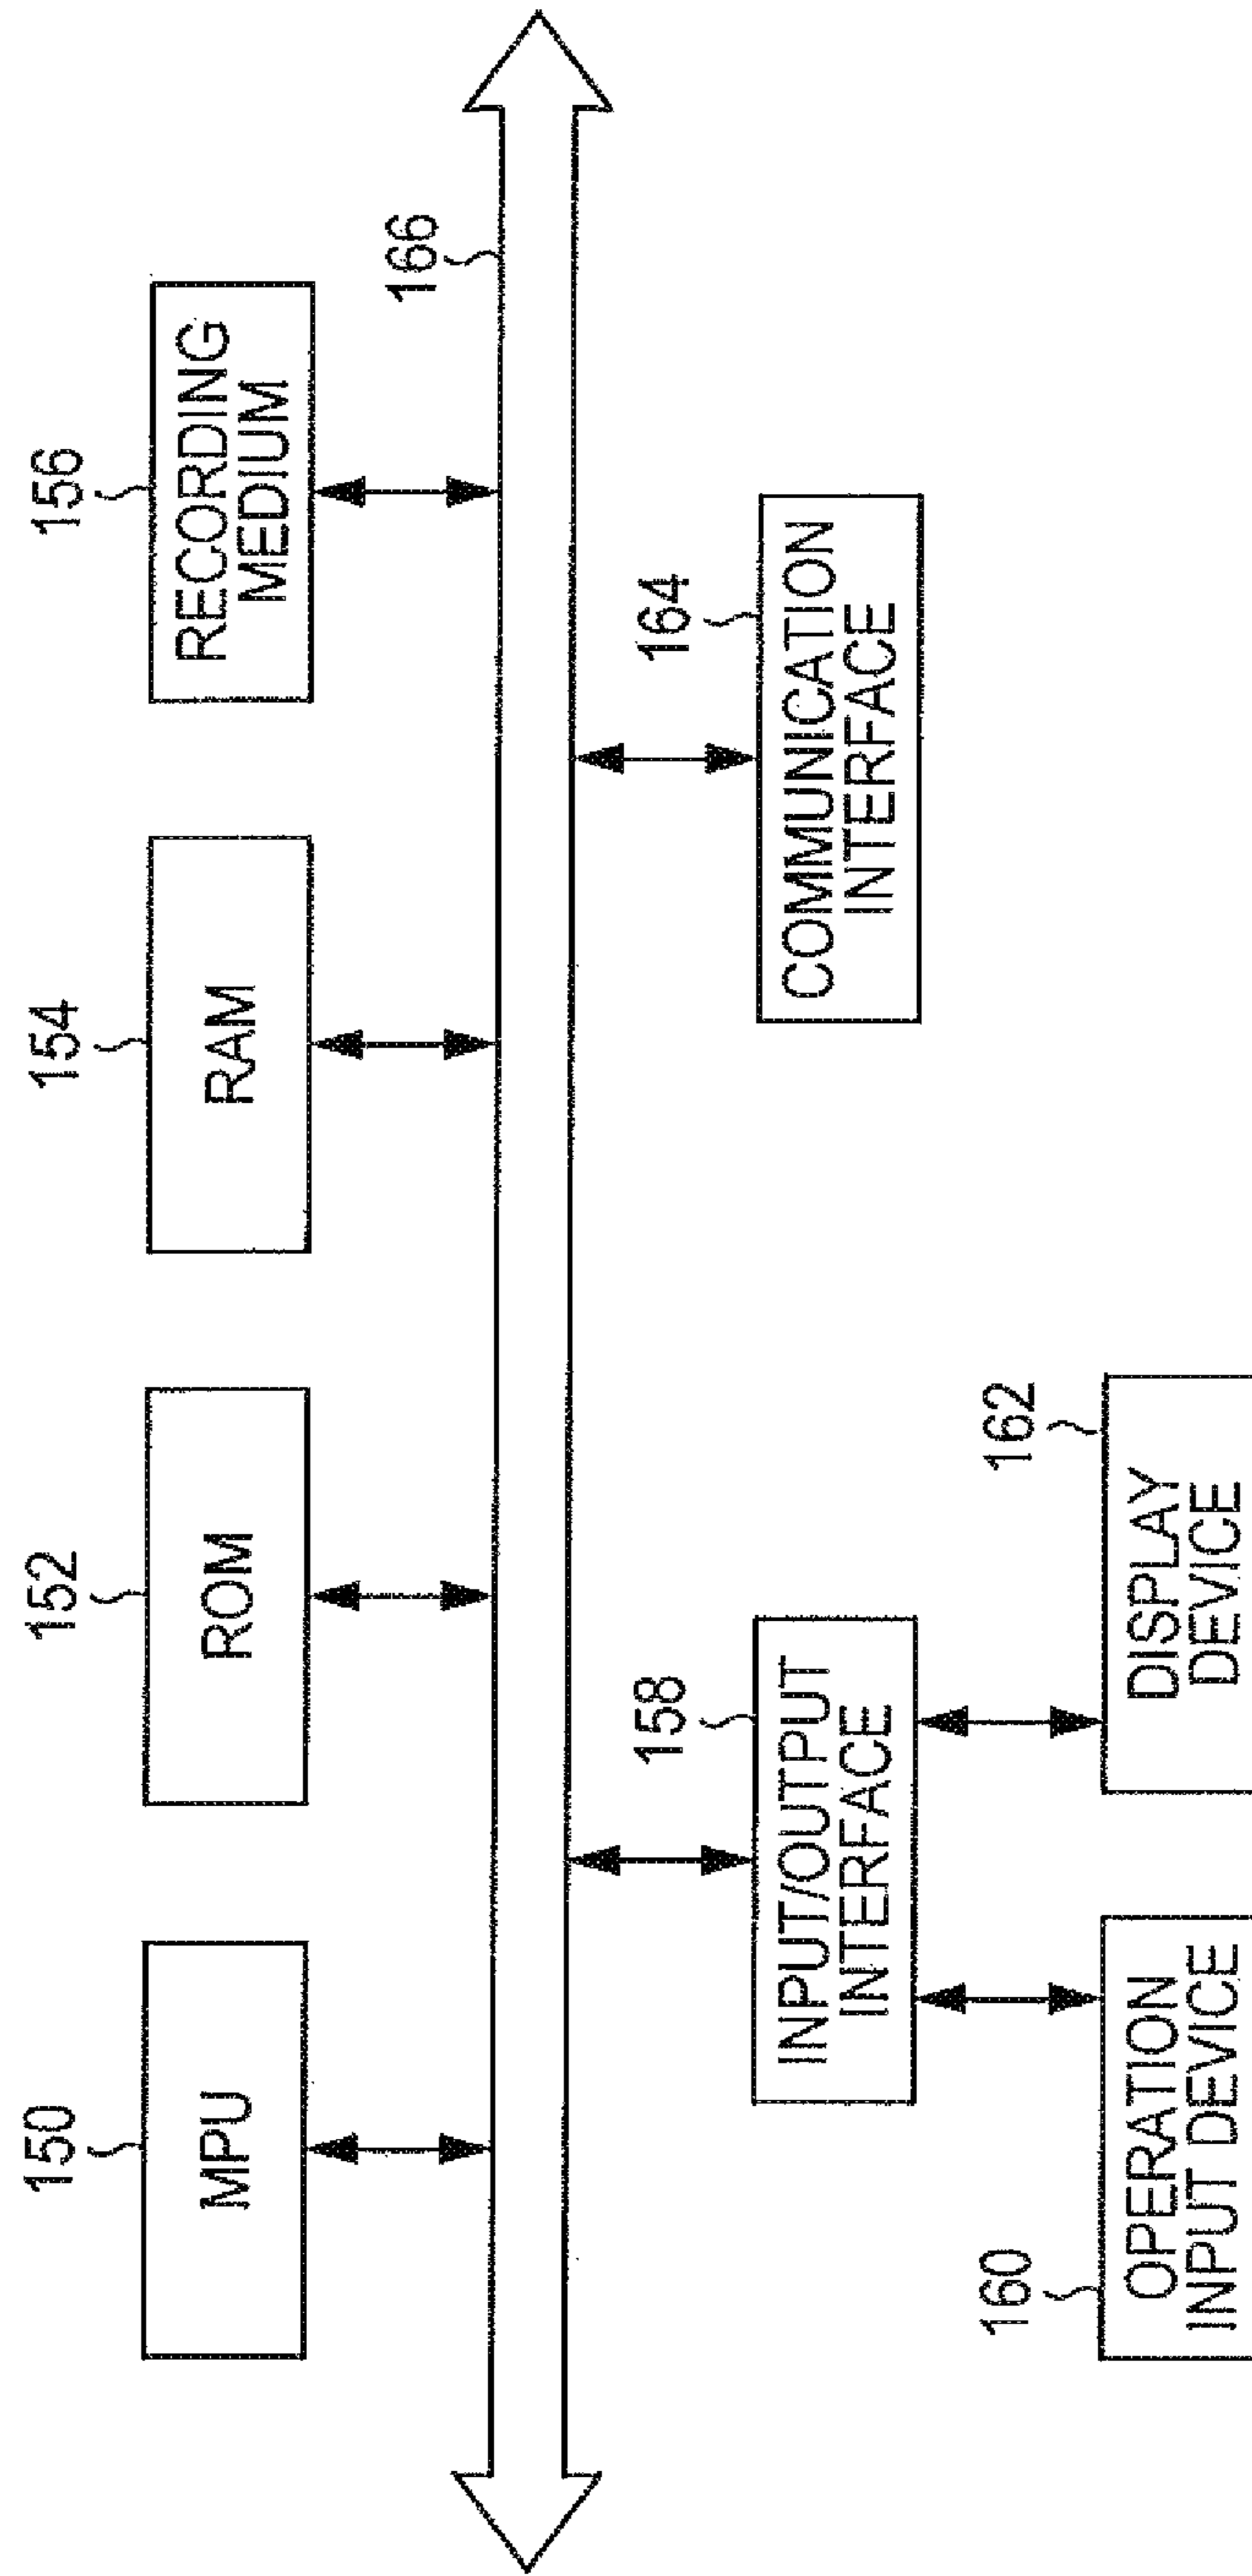 150
MPU
152
ROM
154
RAM
156
RECORDING
MEDIUM
166
158
INPUT/OUTPUT
INTERFACE
164
COMMUNICATION
INTERFACE
160
OPERATION
INPUT DEVICE
162
DISPLAY
DEVICE